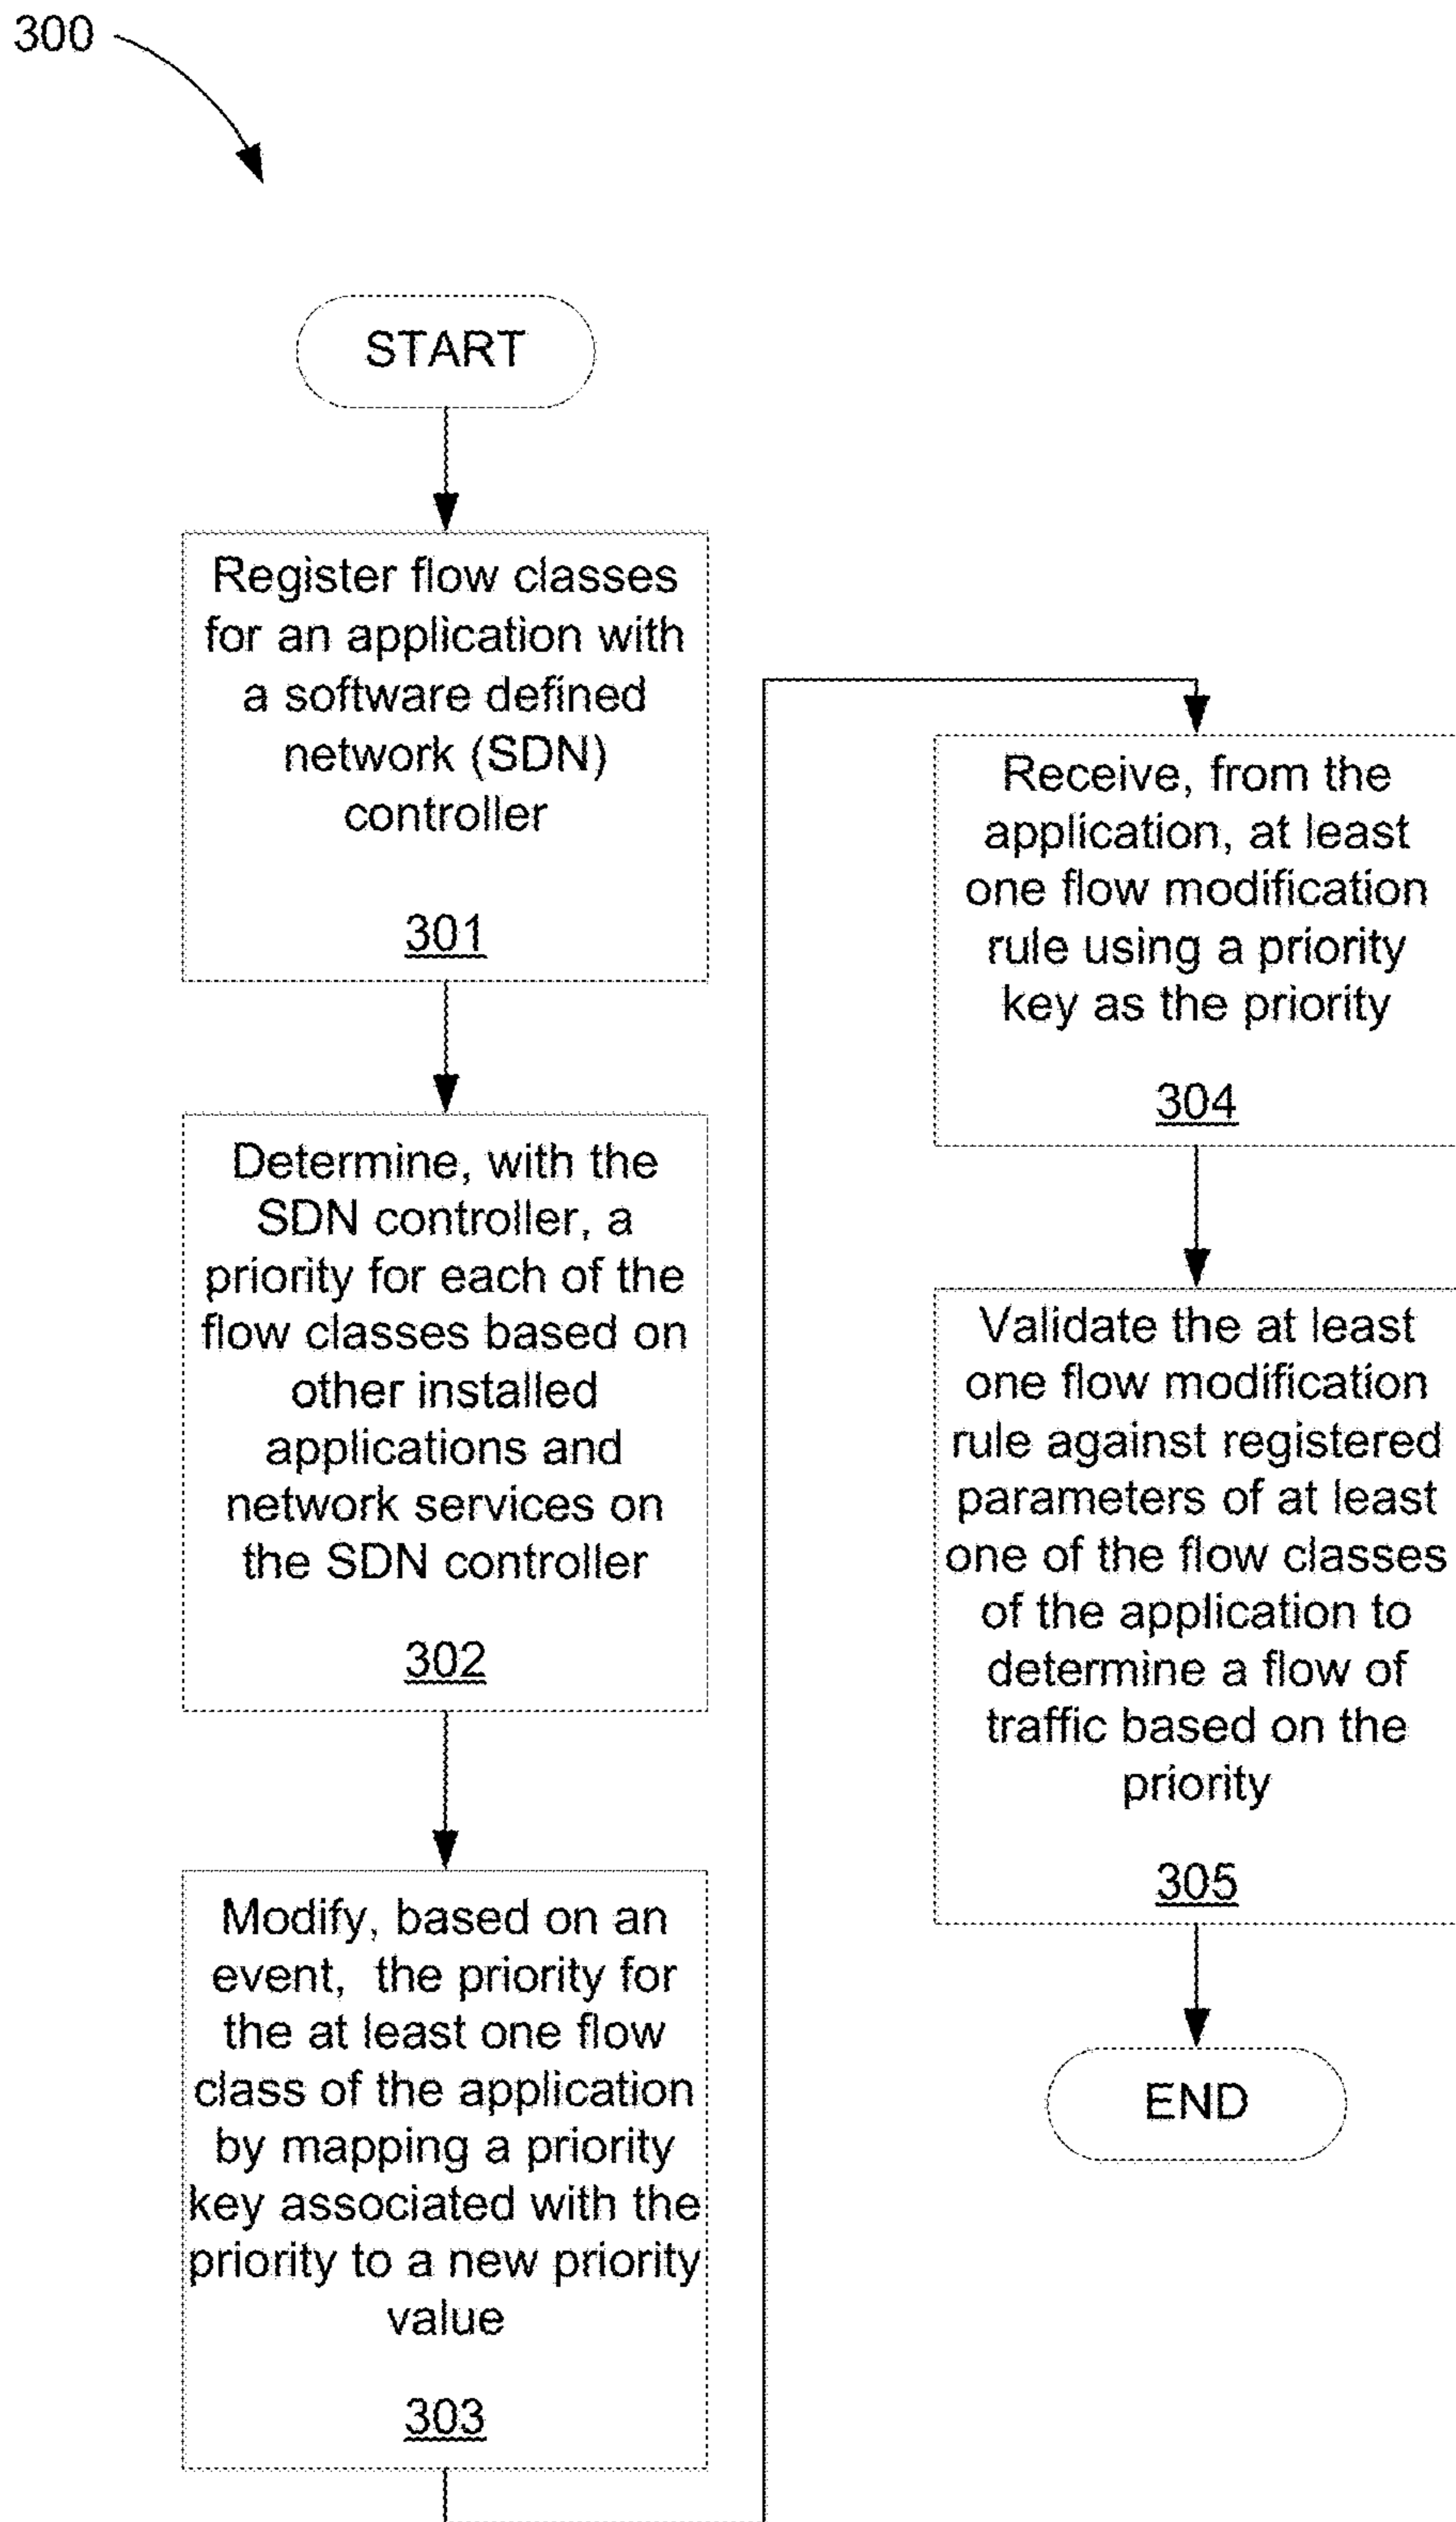 300
START
Register flow classes
for an application with
a software defined
network (SDN)
controller
301
Determine, with the
SDN controller, a
priority for each of the
flow classes based on
other installed
applications and
network services on
the SDN controller
302
Modify, based on an
event, the priority for
the at least one flow
class of the application
by mapping a priority
key associated with the
priority to a new priority
value
303
Receive, from the
application, at least
one flow modification
rule using a priority
key as the priority
304
Validate the at least
one flow modification
rule against registered
parameters of at least
one of the flow classes
of the application to
determine a flow of
traffic based on the
priority
305
END